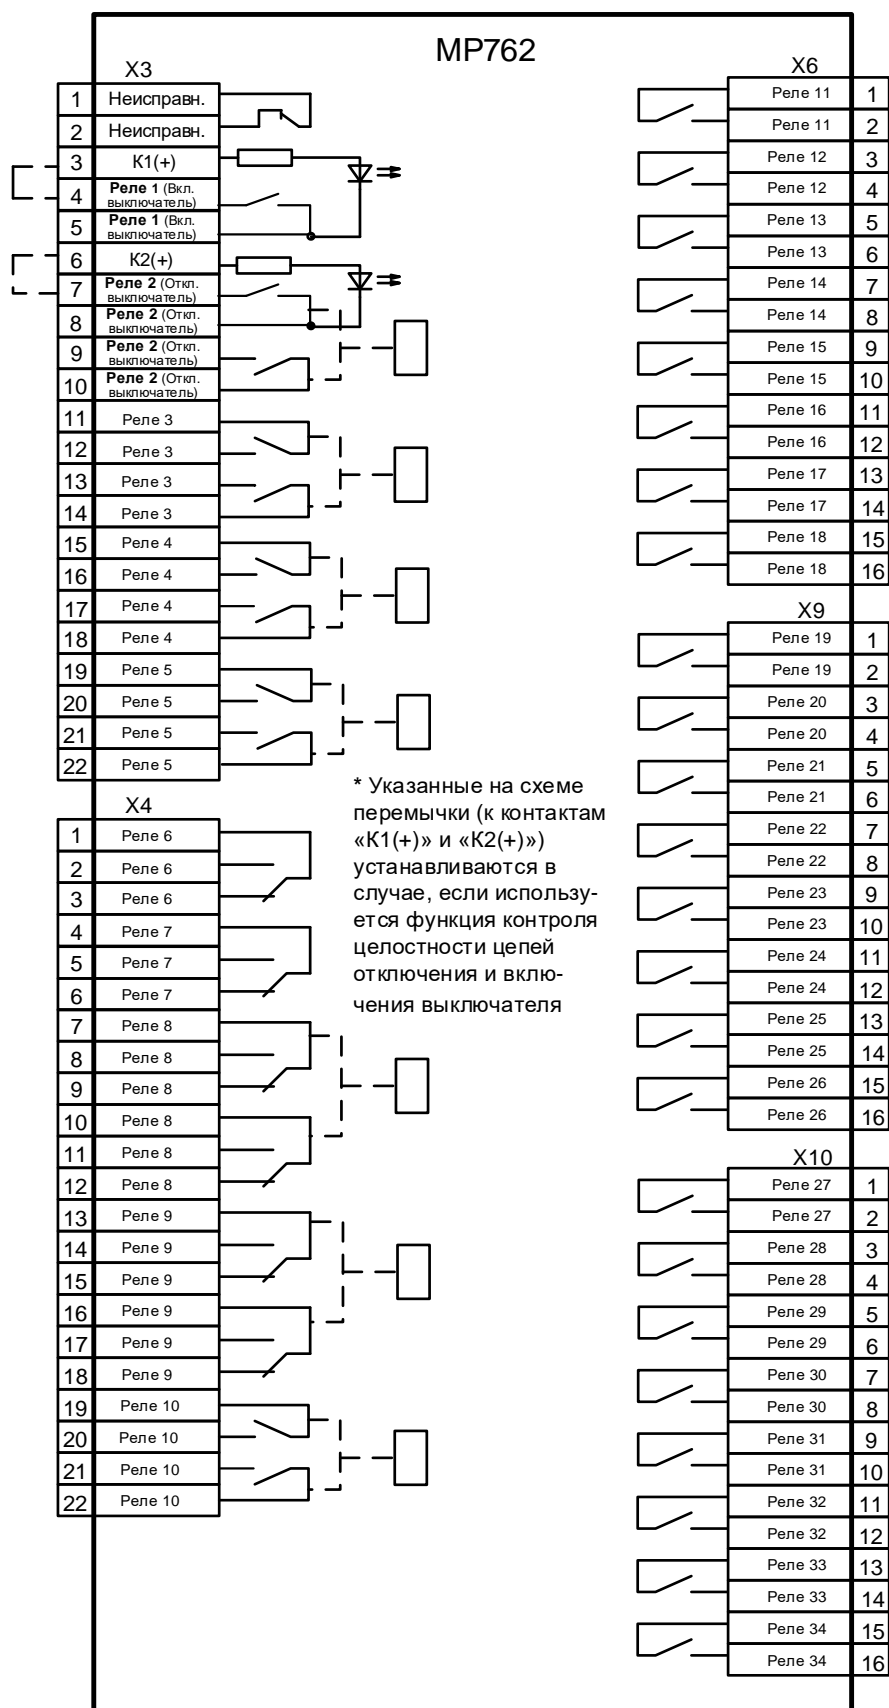 МР762
X3
1 Неисправн.
2 Неисправн.
3 К1(+)
4 Реле 1 (Вкл.
выключатель)
5 Реле 1 (Вкл.
выключатель)
6 К2(+)
7 Реле 2 (Откл.
выключатель)
8 Реле 2 (Откл.
выключатель)
9 Реле 2 (Откл.
выключатель)
10 Реле 2 (Откл.
выключатель)
11 Реле 3
12 Реле 3
13 Реле 3
14 Реле 3
15 Реле 4
16 Реле 4
17 Реле 4
18 Реле 4
19 Реле 5
20 Реле 5
21 Реле 5
22 Реле 5
X4
1 Реле 6
2 Реле 6
3 Реле 6
4 Реле 7
5 Реле 7
6 Реле 7
7 Реле 8
8 Реле 8
9 Реле 8
10 Реле 8
11 Реле 8
12 Реле 8
13 Реле 9
14 Реле 9
15 Реле 9
16 Реле 9
17 Реле 9
18 Реле 9
19 Реле 10
20 Реле 10
21 Реле 10
22 Реле 10
* Указанные на схеме
перемычки (к контактам
«К1(+)» и «К2(+)»)
устанавливаются в
случае, если использу-
ется функция контроля
целостности цепей
отключения и вклю-
чения выключателя
X6
Реле 11 1
Реле 11 2
Реле 12 3
Реле 12 4
Реле 13 5
Реле 13 6
Реле 14 7
Реле 14 8
Реле 15 9
Реле 15 10
Реле 16 11
Реле 16 12
Реле 17 13
Реле 17 14
Реле 18 15
Реле 18 16
X9
Реле 19 1
Реле 19 2
Реле 20 3
Реле 20 4
Реле 21 5
Реле 21 6
Реле 22 7
Реле 22 8
Реле 23 9
Реле 23 10
Реле 24 11
Реле 24 12
Реле 25 13
Реле 25 14
Реле 26 15
Реле 26 16
X10
Реле 27 1
Реле 27 2
Реле 28 3
Реле 28 4
Реле 29 5
Реле 29 6
Реле 30 7
Реле 30 8
Реле 31 9
Реле 31 10
Реле 32 11
Реле 32 12
Реле 33 13
Реле 33 14
Реле 34 15
Реле 34 16